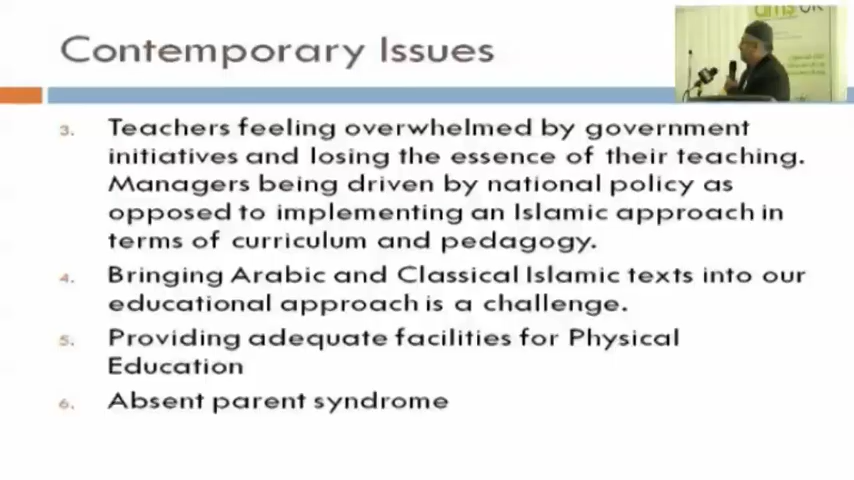 Contemporary Issues
3. Teachers feeling overwhelmed by government
initiatives and losing the essence of their teaching.
Managers being driven by national policy as
opposed to implementing an Islamic approach in
terms of curriculum and pedagogy.
4. Bringing Arabic and Classical Islamic texts into our
educational approach is a challenge.
5. Providing adequate facilities for Physical
Education
6. Absent parent syndrome